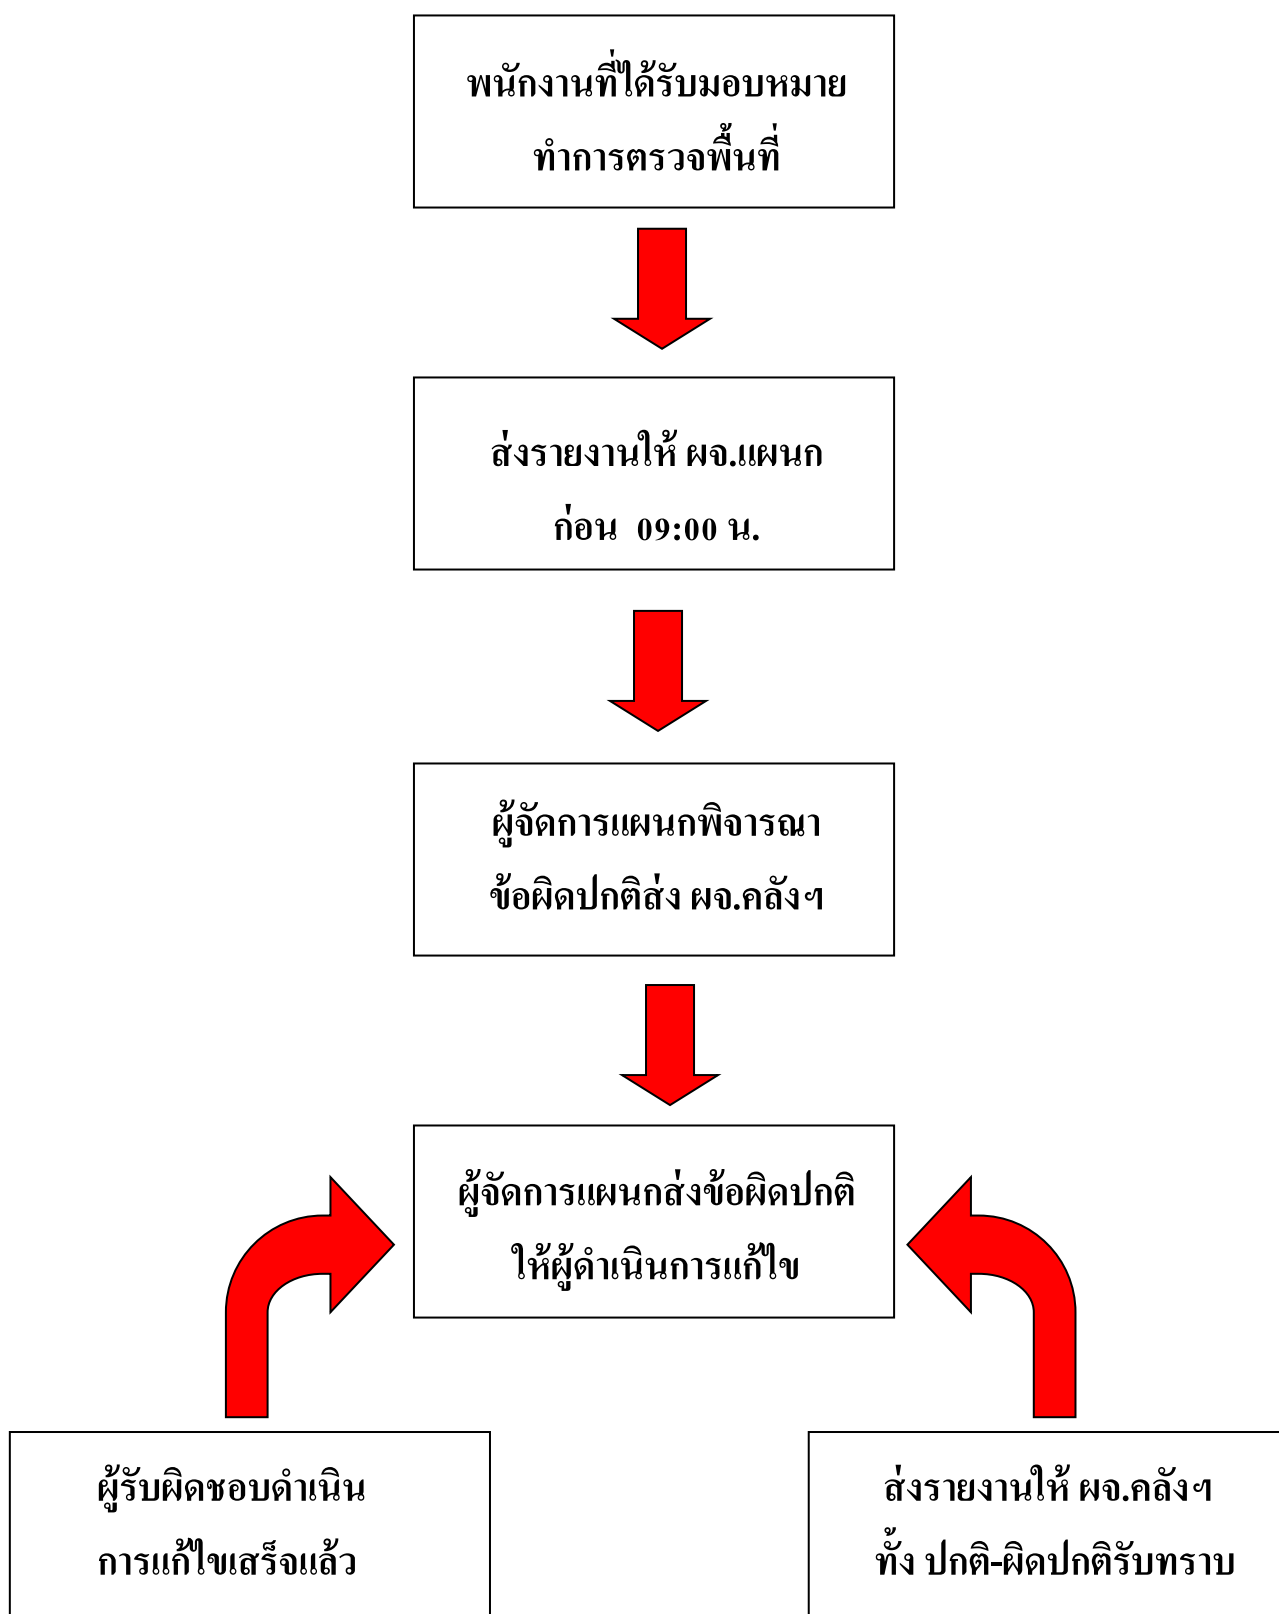 พนักงานที่ได้รับมอบหมาย
ทำการตรวจพื้นที่
ส่งรายงานให้ ผจ.แผนก
ก่อน 09:00 น.
ผู้จัดการแผนกพิจารณา
ข้อผิดปกติส่ง ผจ.คลังฯ
ผู้จัดการแผนกส่งข้อผิดปกติ
ให้ผู้ดำเนินการแก้ไข
ผู้รับผิดชอบดำเนิน
การแก้ไขเสร็จแล้ว
ส่งรายงานให้ ผจ.คลังฯ
ทั้ง ปกติ-ผิดปกติรับทราบ